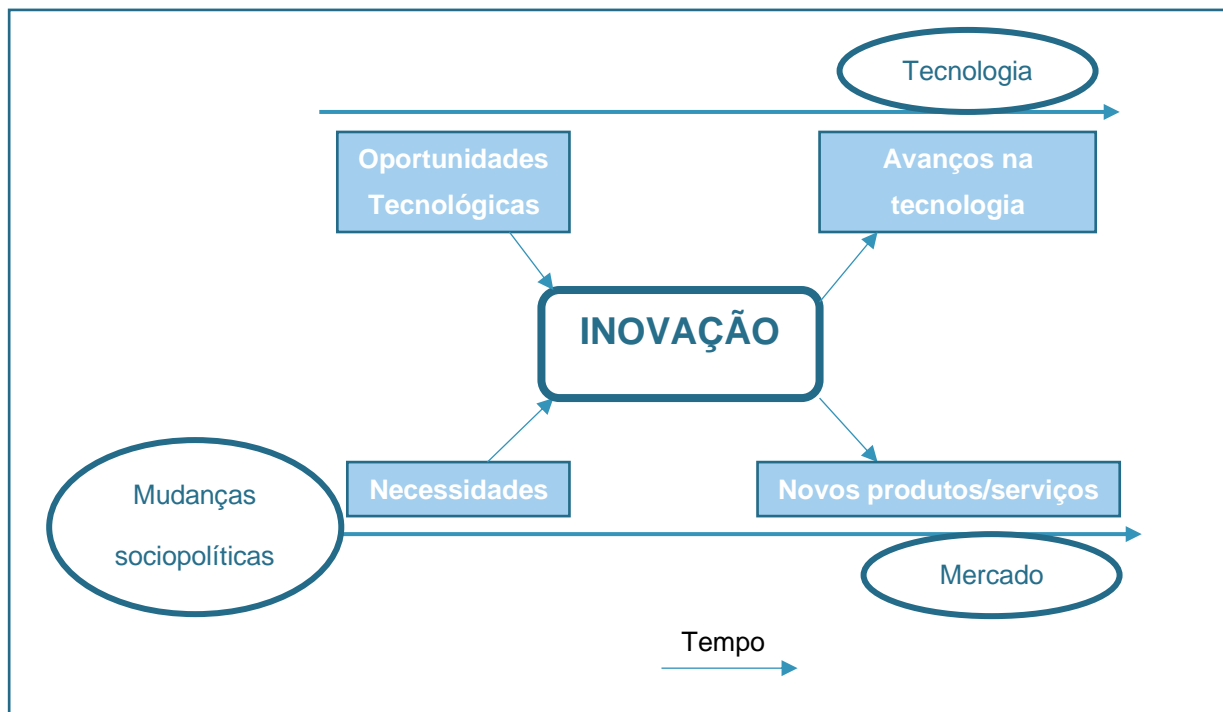 Tecnologia
Oportunidades
Tecnológicas
Avanços na
tecnologia
INOVAÇÃO
Mudanças
sociopolíticas
Necessidades
Novos produtos/serviços
Mercado
Tempo